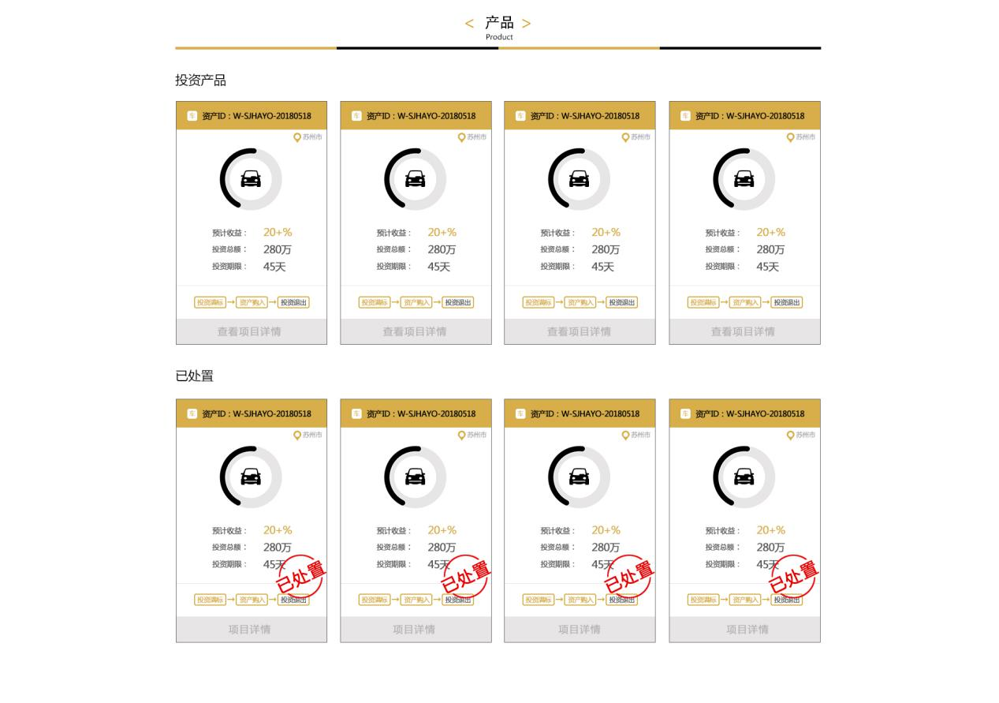 < 产品 >
Product
投资产品
车 资产ID：W-SJHAYO-20180518
苏州市
预计收益： 20+%
投资总额： 280万
投资期限： 45天
投资满标→资产购入→投资退出
查看项目详情
车 资产ID：W-SJHAYO-20180518
苏州市
预计收益： 20+%
投资总额： 280万
投资期限： 45天
投资满标→资产购入→投资退出
查看项目详情
车 资产ID：W-SJHAYO-20180518
苏州市
预计收益： 20+%
投资总额： 280万
投资期限： 45天
投资满标→资产购入→投资退出
查看项目详情
车 资产ID：W-SJHAYO-20180518
苏州市
预计收益： 20+%
投资总额： 280万
投资期限： 45天
投资满标→资产购入→投资退出
查看项目详情
已处置
车 资产ID：W-SJHAYO-20180518
苏州市
预计收益： 20+%
投资总额： 280万
投资期限： 45天
已处置
投资满标→资产购入→投资退出
项目详情
车 资产ID：W-SJHAYO-20180518
苏州市
预计收益： 20+%
投资总额： 280万
投资期限： 45天
已处置
投资满标→资产购入→投资退出
项目详情
车 资产ID：W-SJHAYO-20180518
苏州市
预计收益： 20+%
投资总额： 280万
投资期限： 45天
已处置
投资满标→资产购入→投资退出
项目详情
车 资产ID：W-SJHAYO-20180518
苏州市
预计收益： 20+%
投资总额： 280万
投资期限： 45天
已处置
投资满标→资产购入→投资退出
项目详情